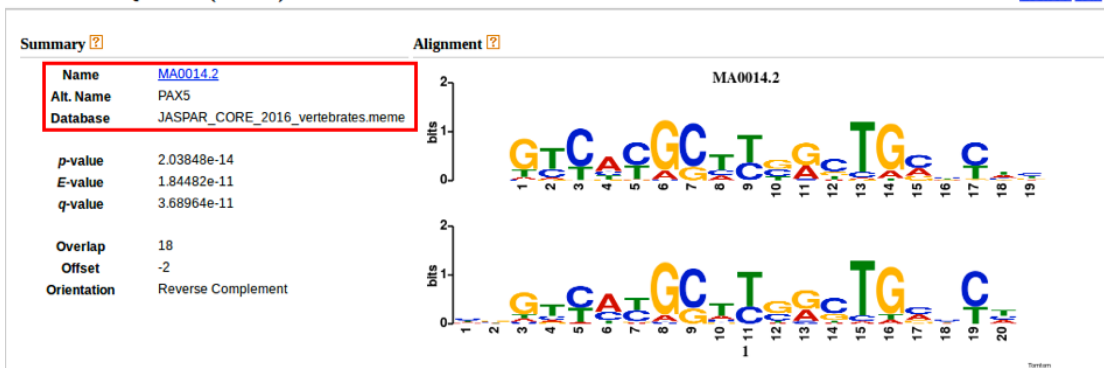 Summary ?
Name MA0014.2
Alt. Name PAX5
Database JASPAR_CORE_2016_vertebrates.meme
p-value 2.03848e-14
E-value 1.84482e-11
q-value 3.68964e-11
Overlap 18
Offset -2
Orientation Reverse Complement
Alignment ?
MA0014.2
2
bits
1
0
1 2 3 4 5 6 7 8 9 10 11 12 13 14 15 16 17 18 19
2
bits
1
0
1 2 3 4 5 6 7 8 9 10 11 12 13 14 15 16 17 18 19 20
1
Tomtom